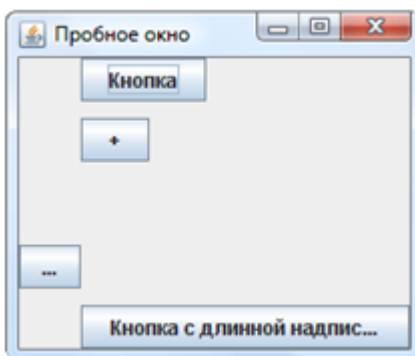 Пробное окно
Кнопка
+
...
Кнопка с длинной надпис...